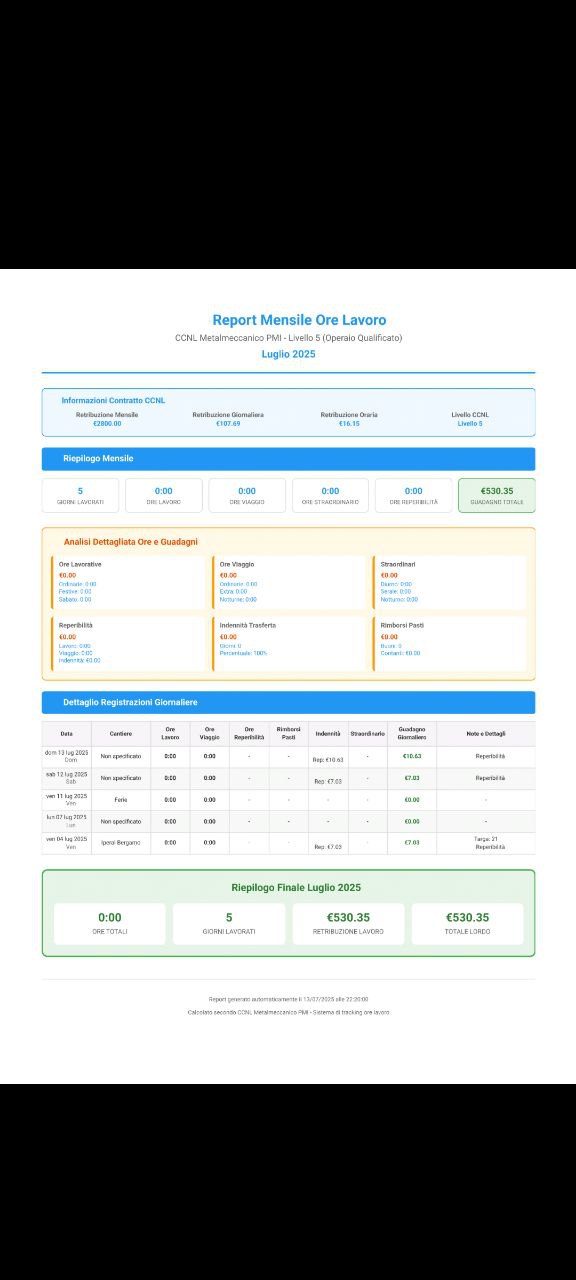 Report Mensile Ore Lavoro
CCNL Metalmeccanico PMI - Livello 5 (Operaio Qualificato)
Luglio 2025
Informazioni Contratto CCNL
Retribuzione Mensile Retribuzione Giornaliera Retribuzione Oraria Livello CCNL
€2800.00 €107.69 €16.15 Livello 5
Riepilogo Mensile
5 0:00 0:00 0:00 0:00 €530.35
GIORNI LAVORATI ORE LAVORO ORE VIAGGIO ORE STRAORDINARIO ORE REPERIBILITÀ GUADAGNO TOTALE
Analisi Dettagliata Ore e Guadagni
Ore Lavorative Ore Viaggio Straordinari
€0.00 €0.00 €0.00
Ordinarie: 0:00 Ordinarie: 0:00 Diurno: 0:00
Festive: 0:00 Extra: 0:00 Serale: 0:00
Sabato: 0:00 Notturne: 0:00 Notturno: 0:00
Reperibilità Indennità Trasferta Rimborsi Pasti
€0.00 €0.00 €0.00
Lavoro: 0:00 Giorni: 0 Buoni: 0
Viaggio: 0:00 Percentuale: 100% Contanti: €0.00
Indennità: €0.00
Dettaglio Registrazioni Giornaliere
Data Cantiere Ore Lavoro Ore Viaggio Ore Reperibilità Rimborsi Pasti Indennità Straordinario Guadagno Giornaliero Note e Dettagli
dom 13 lug 2025 Non specificato 0:00 0:00 - - Rep: €10.63 - €10.63 Reperibilità
Dom
sab 12 lug 2025 Non specificato 0:00 0:00 - - Rep: €7.03 - €7.03 Reperibilità
Sab
ven 11 lug 2025 Ferie 0:00 0:00 - - - - €0.00 -
Ven
lun 07 lug 2025 Non specificato 0:00 0:00 - - - - €0.00 -
Lun
ven 04 lug 2025 Iperal Bergamo 0:00 0:00 - - Rep: €7.03 - €7.03 Targa: 21
Ven Reperibilità
Riepilogo Finale Luglio 2025
0:00 5 €530.35 €530.35
ORE TOTALI GIORNI LAVORATI RETRIBUZIONE LAVORO TOTALE LORDO
Report generato automaticamente il 13/07/2025 alle 22:20:00
Calcolato secondo CCNL Metalmeccanico PMI - Sistema di tracking ore lavoro